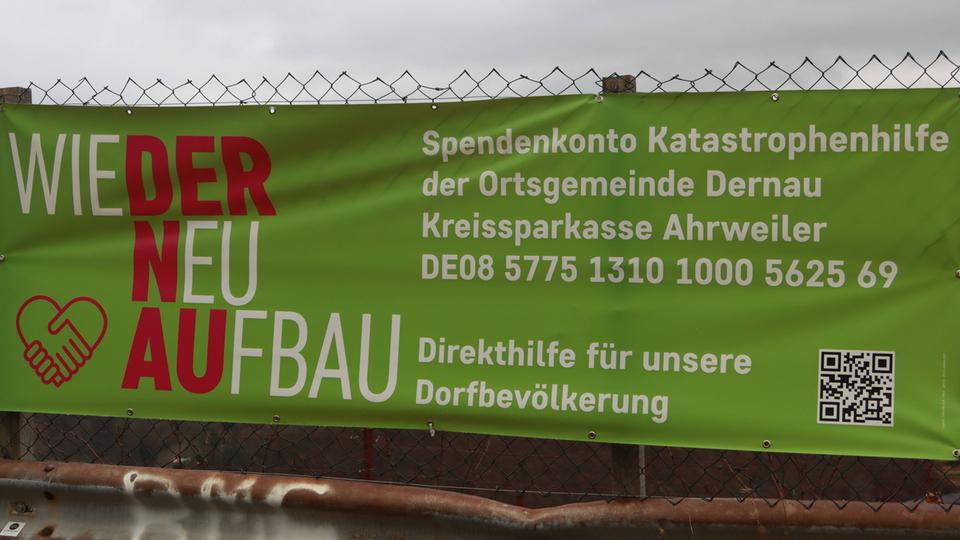 WIEDER
NEU
AUFBAU
Spendenkonto Katastrophenhilfe
der Ortsgemeinde Dernau
Kreissparkasse Ahrweiler
DE08 5775 1310 1000 5625 69
Direkthilfe für unsere
Dorfbevölkerung